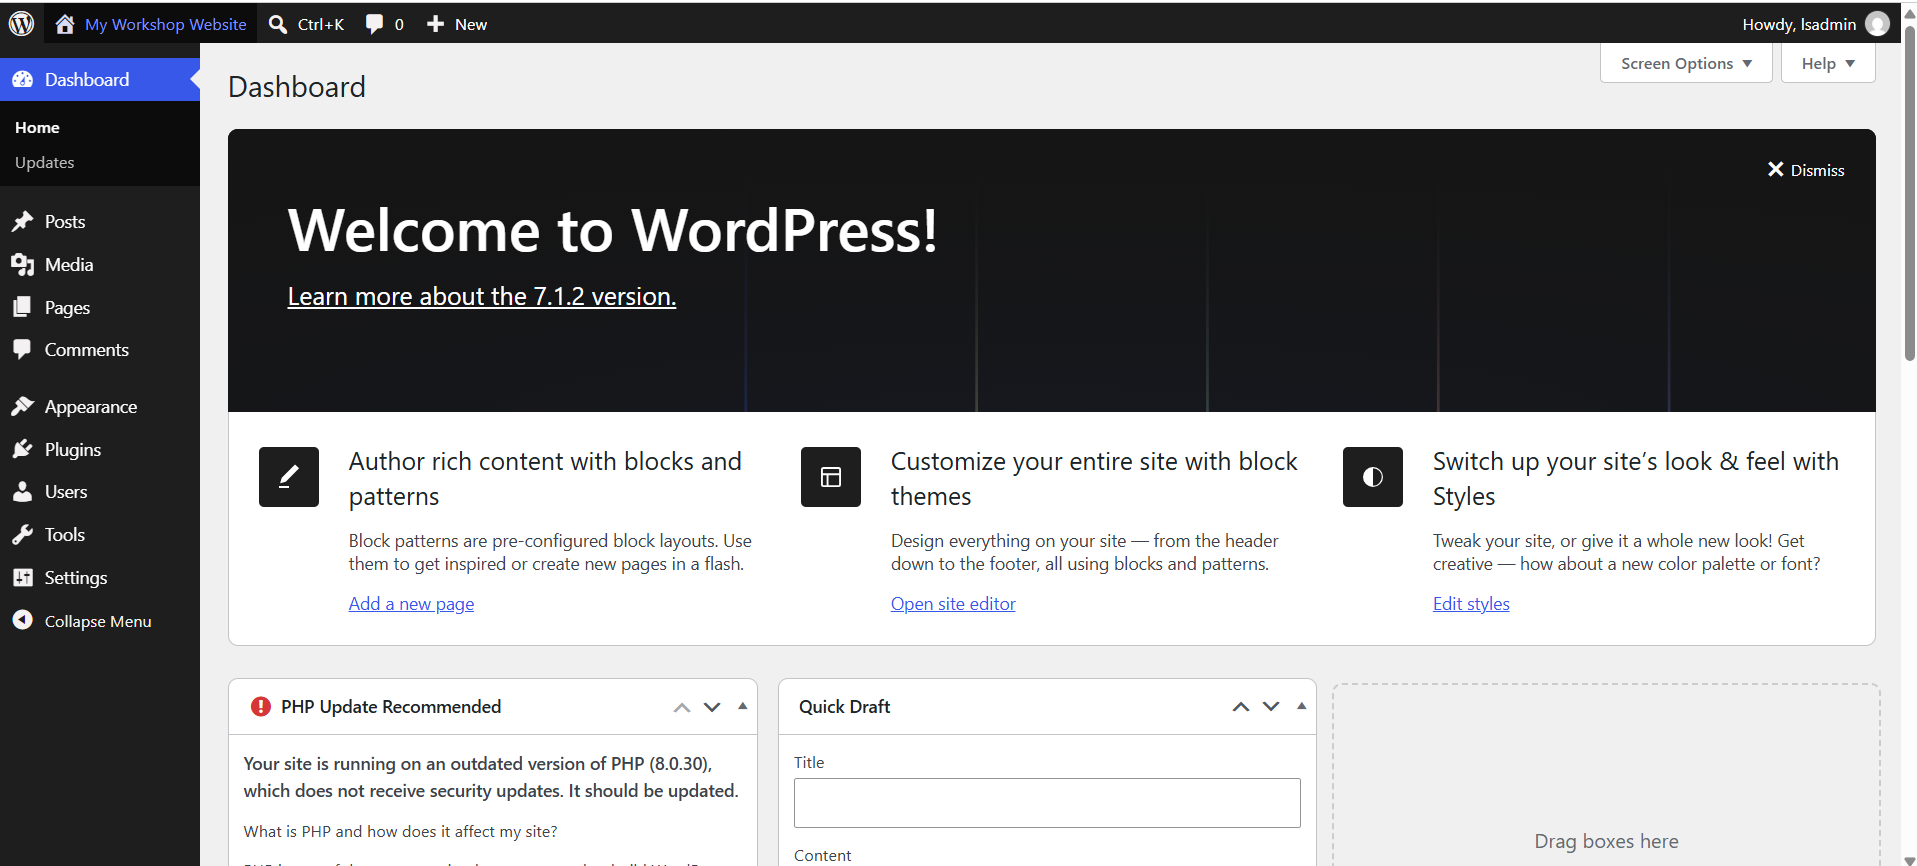 My Workshop Website
Ctrl+K
0
New
Howdy, lsadmin
Dashboard
Home
Updates
Posts
Media
Pages
Comments
Appearance
Plugins
Users
Tools
Settings
Collapse Menu
Screen Options
Help
Dashboard
Dismiss
Welcome to WordPress!
Learn more about the 7.1.2 version.
Author rich content with blocks and
patterns
Block patterns are pre-configured block layouts. Use
them to get inspired or create new pages in a flash.
Add a new page
Customize your entire site with block
themes
Design everything on your site — from the header
down to the footer, all using blocks and patterns.
Open site editor
Switch up your site’s look & feel with
Styles
Tweak your site, or give it a whole new look! Get
creative — how about a new color palette or font?
Edit styles
PHP Update Recommended
Your site is running on an outdated version of PHP (8.0.30),
which does not receive security updates. It should be updated.
What is PHP and how does it affect my site?
Quick Draft
Title
Content
Drag boxes here